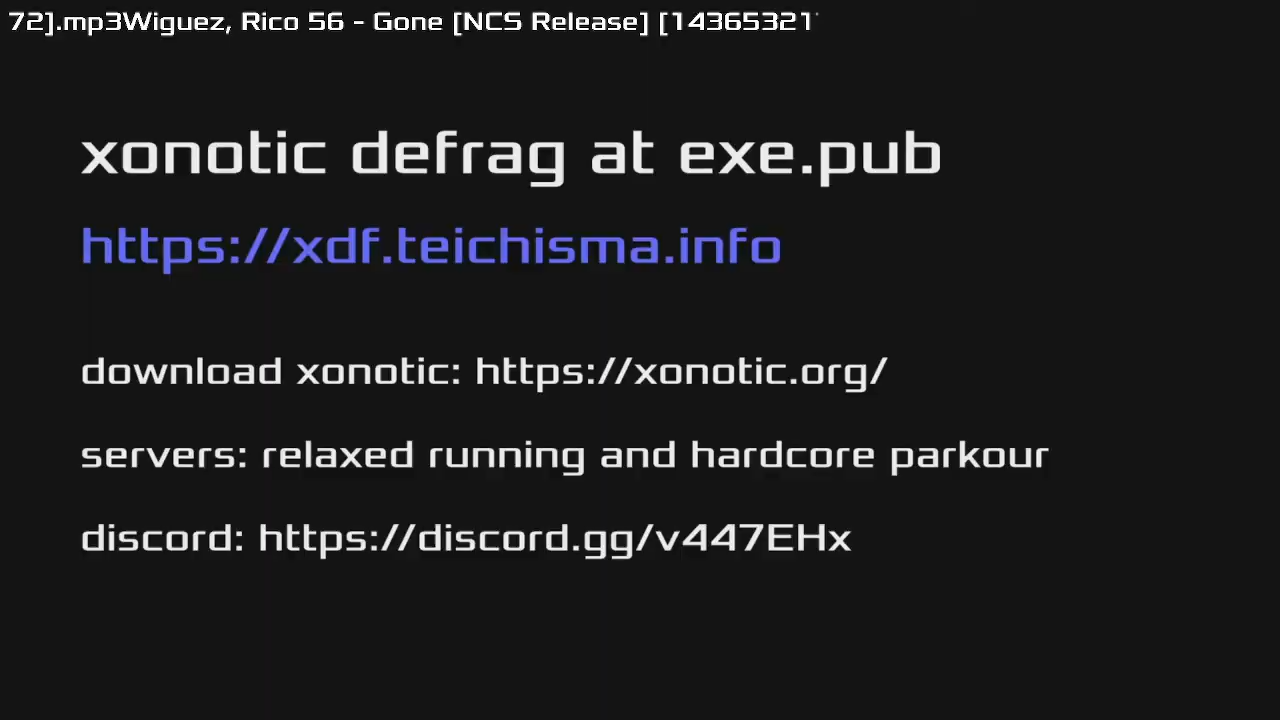 72].mp3Wiguez, Rico 56 - Gone [NCS Release] [14365321
xonotic defrag at exe.pub
https://xdf.teichisma.info
download xonotic: https://xonotic.org/
servers: relaxed running and hardcore parkour
discord: https://discord.gg/v447EHx